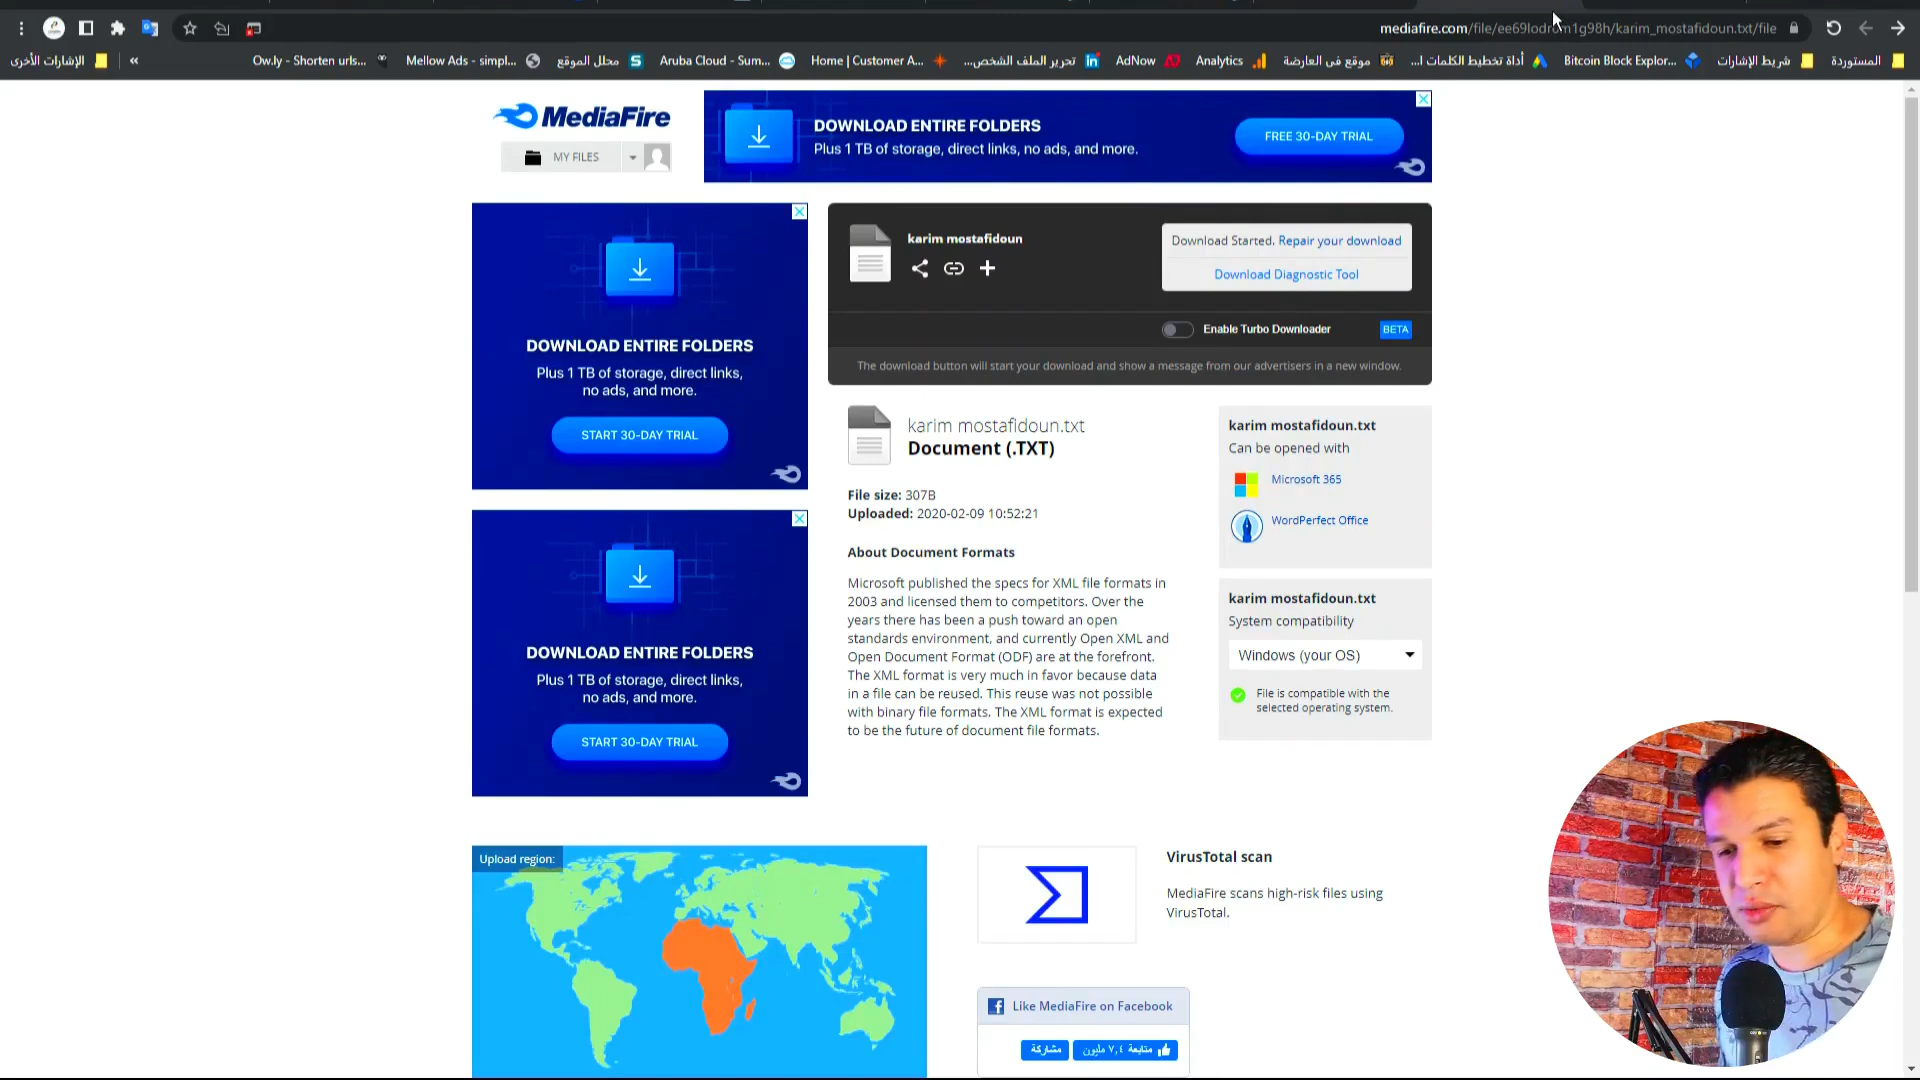 mediafire.com/file/ee69lodrom1g98h/karim_mostafidoun.txt/file
الإشارات الأخرى
«
Ow.ly - Shorten urls...
Mellow Ads - simpl...
محلل الموقع
Aruba Cloud - Sum...
Home | Customer A...
تحرير الملف الشخص...
AdNow
Analytics
موقع في العارضة
أداة تخطيط الكلمات ا...
Bitcoin Block Explor...
شريط الإشارات
المستوردة
MediaFire
MY FILES
DOWNLOAD ENTIRE FOLDERS
Plus 1 TB of storage, direct links, no ads, and more.
FREE 30-DAY TRIAL
DOWNLOAD ENTIRE FOLDERS
Plus 1 TB of storage, direct links,
no ads, and more.
START 30-DAY TRIAL
karim mostafidoun
Download Started. Repair your download
Download Diagnostic Tool
Enable Turbo Downloader
BETA
The download button will start your download and show a message from our advertisers in a new window.
karim mostafidoun.txt
Document (.TXT)
File size: 307B
Uploaded: 2020-02-09 10:52:21
About Document Formats
Microsoft published the specs for XML file formats in
2003 and licensed them to competitors. Over the
years there has been a push toward an open
standards environment, and currently Open XML and
Open Document Format (ODF) are at the forefront.
The XML format is very much in favor because data
in a file can be reused. This reuse was not possible
with binary file formats. The XML format is expected
to be the future of document file formats.
karim mostafidoun.txt
Can be opened with
Microsoft 365
WordPerfect Office
karim mostafidoun.txt
System compatibility
Windows (your OS)
File is compatible with the
selected operating system.
DOWNLOAD ENTIRE FOLDERS
Plus 1 TB of storage, direct links,
no ads, and more.
START 30-DAY TRIAL
Upload region:
VirusTotal scan
MediaFire scans high-risk files using
VirusTotal.
Like MediaFire on Facebook
متابعة ٧٫٤ مليون
مشاركة